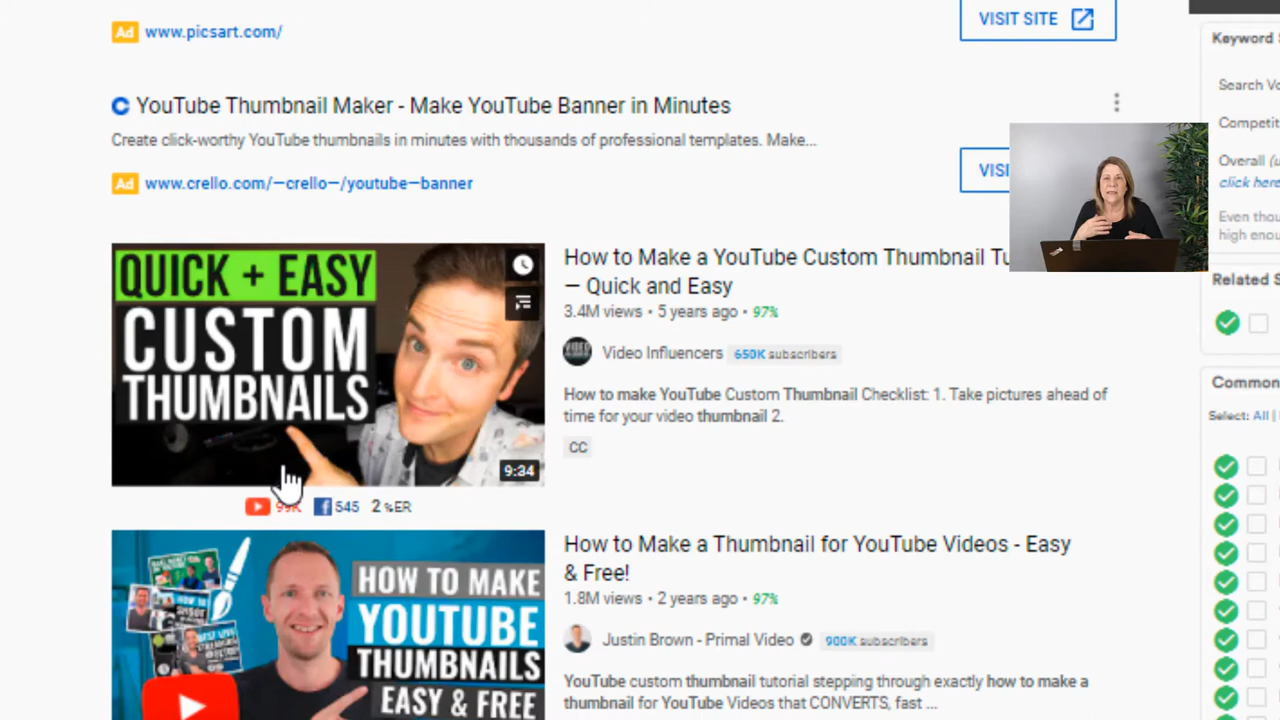 Ad www.picsart.com/
VISIT SITE
YouTube Thumbnail Maker - Make YouTube Banner in Minutes
Create click-worthy YouTube thumbnails in minutes with thousands of professional templates. Make...
Ad www.crello.com/—crello—/youtube—banner
VISI
QUICK + EASY
CUSTOM
THUMBNAILS
9:34
How to Make a YouTube Custom Thumbnail Tu
— Quick and Easy
3.4M views • 5 years ago • 97%
Video Influencers 650K subscribers
How to make YouTube Custom Thumbnail Checklist: 1. Take pictures ahead of
time for your video thumbnail 2.
CC
545 2 %ER
HOW TO MAKE
YOUTUBE
THUMBNAILS
EASY & FREE
How to Make a Thumbnail for YouTube Videos - Easy
& Free!
1.8M views • 2 years ago • 97%
Justin Brown - Primal Video 900K subscribers
YouTube custom thumbnail tutorial stepping through exactly how to make a
thumbnail for YouTube Videos that CONVERTS, fast ...
Keyword S
Search Vo
Competit
Overall (u
click here
Even thou
high enou
Related S
Common
Select: All |